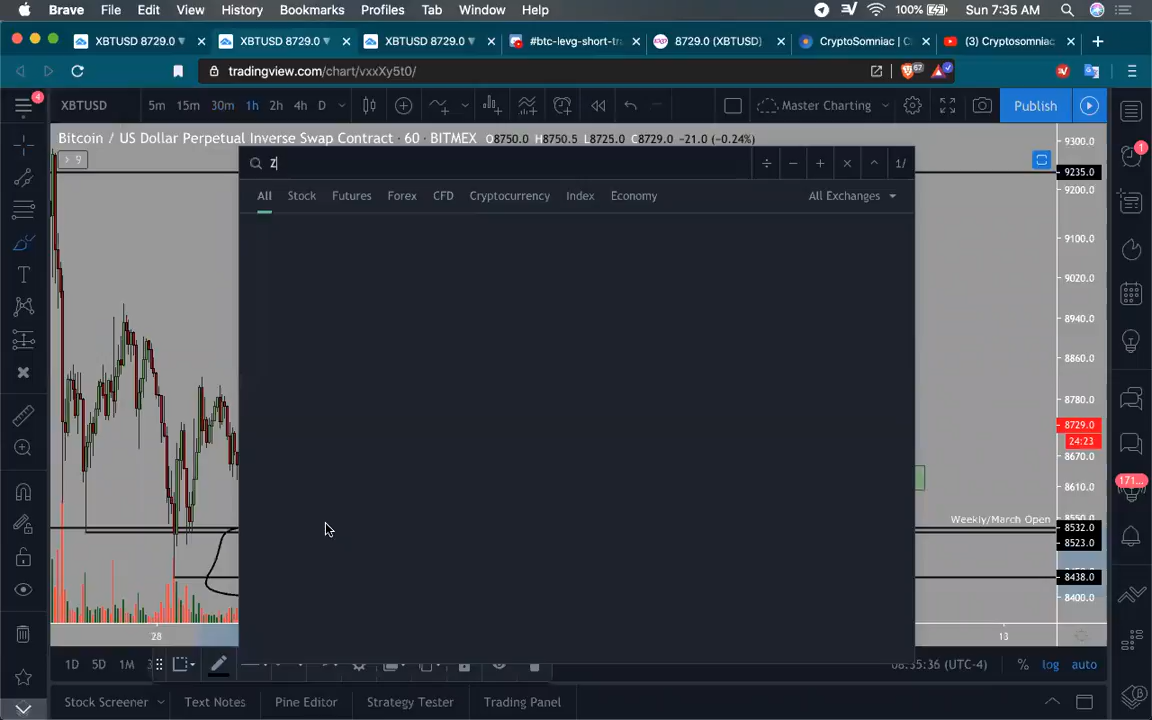 Brave File Edit View History Bookmarks Profiles Tab Window Help 100% Sun 7:35 AM
XBTUSD 8729.0 XBTUSD 8729.0 XBTUSD 8729.0 #btc-levg-short-tr 8729.0 (XBTUSD) CryptoSomniac | C (3) Cryptosomniac
tradingview.com/chart/vxxXy5t0/ 62
4 XBTUSD 5m 15m 30m 1h 2h 4h D Master Charting Publish
Bitcoin / US Dollar Perpetual Inverse Swap Contract · 60 · BITMEX O8750.0 H8750.5 L8725.0 C8729.0 -21.0 (-0.24%)
9
Z
÷ − + × ^ 1/
All Stock Futures Forex CFD Cryptocurrency Index Economy All Exchanges
9300.0
9235.0
9200.0
9100.0
9020.0
8940.0
8860.0
8780.0
8729.0
24:23
8670.0
8610.0
Weekly/March Open
8532.0
8523.0
8438.0
8400.0
1
171...
28 13
1D 5D 1M (UTC-4) % log auto
Stock Screener Text Notes Pine Editor Strategy Tester Trading Panel